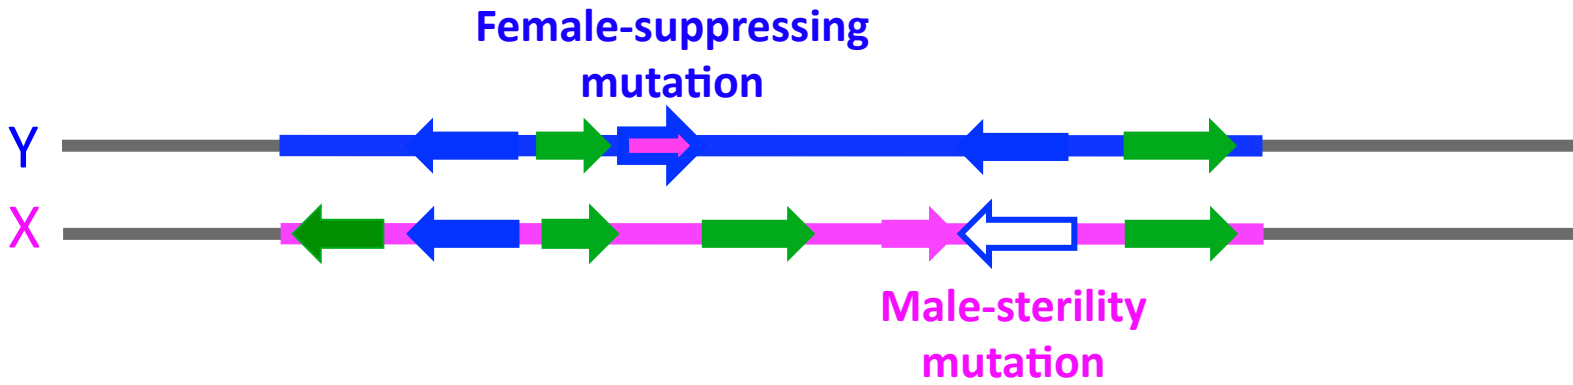 Female-suppressing
mutation
Y
X
Male-sterility
mutation